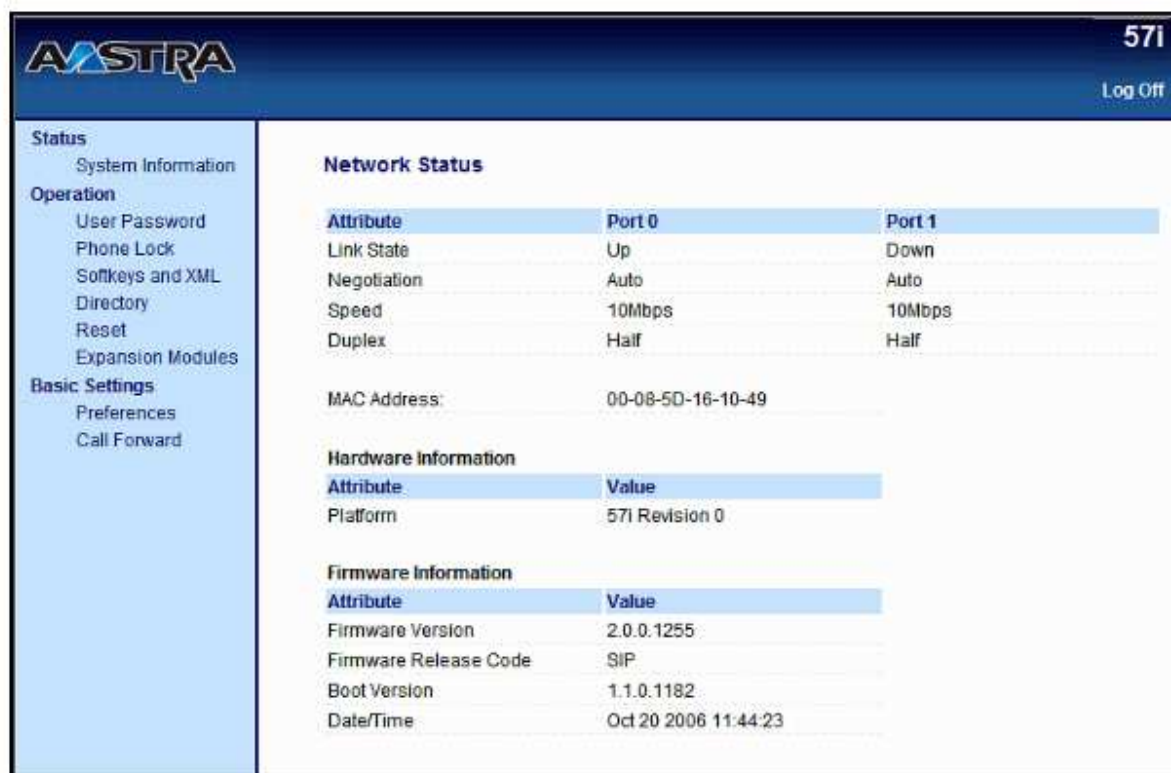 AASTRA
57i
Log Off
Status
System Information
Operation
User Password
Phone Lock
Softkeys and XML
Directory
Reset
Expansion Modules
Basic Settings
Preferences
Call Forward
Network Status
Attribute Port 0 Port 1
Link State Up Down
Negotiation Auto Auto
Speed 10Mbps 10Mbps
Duplex Half Half
MAC Address: 00-08-5D-16-10-49
Hardware Information
Attribute Value
Platform 57i Revision 0
Firmware Information
Attribute Value
Firmware Version 2.0.0.1255
Firmware Release Code SIP
Boot Version 1.1.0.1182
Date/Time Oct 20 2006 11:44:23